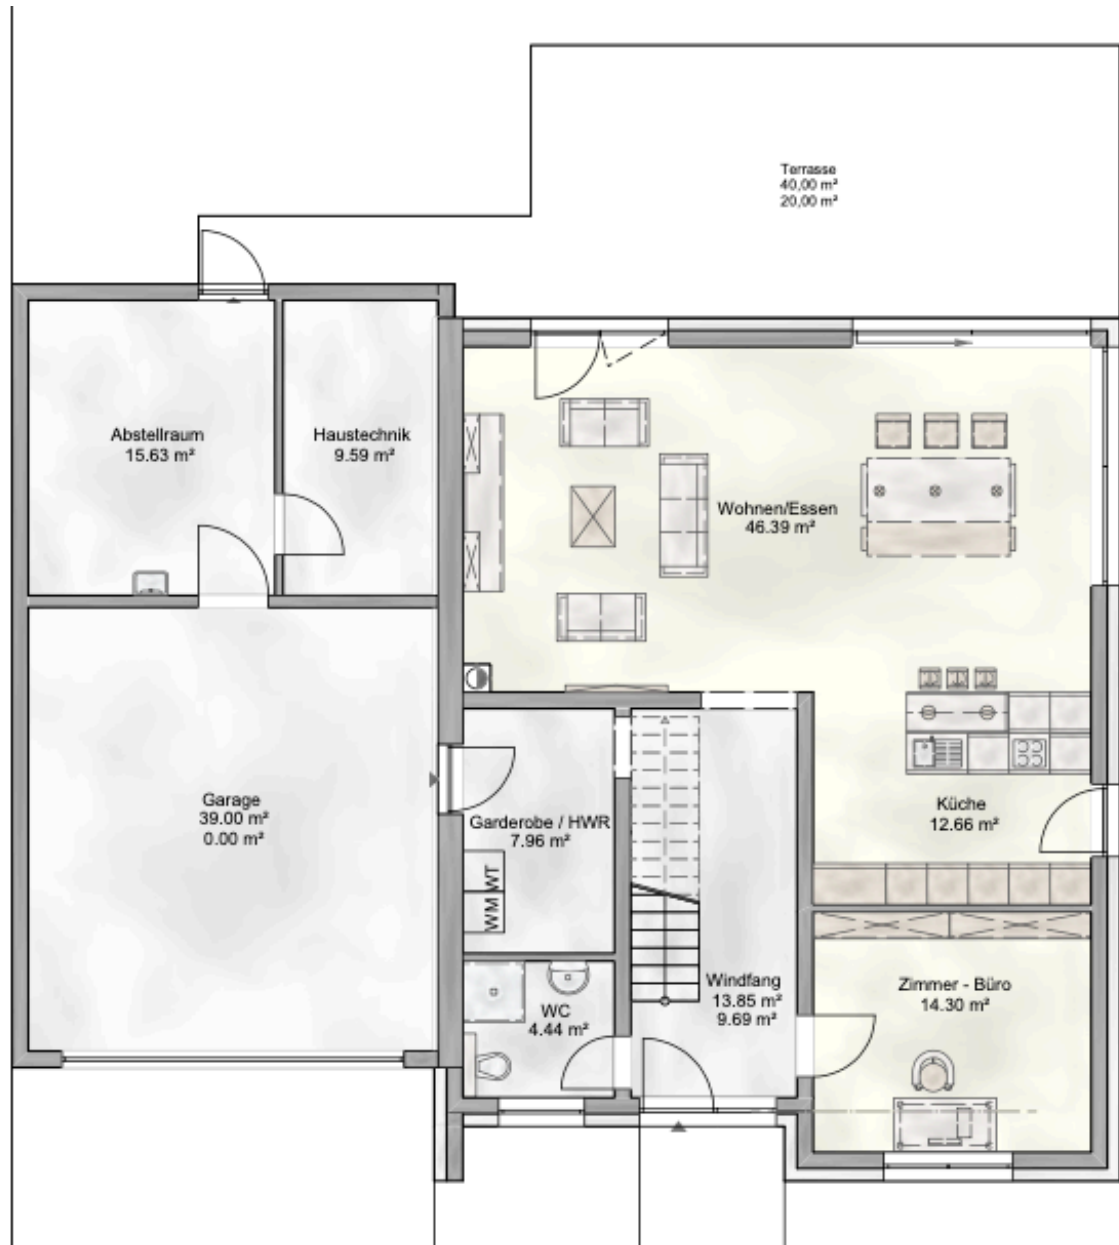 Terrasse
40,00 m²
20,00 m²
Abstellraum
15.63 m²
Haustechnik
9.59 m²
Wohnen/Essen
46.39 m²
Garage
39.00 m²
0.00 m²
Garderobe / HWR
7.96 m²
Küche
12.66 m²
WT
WM
Windfang
13.85 m²
9.69 m²
Zimmer - Büro
14.30 m²
WC
4.44 m²